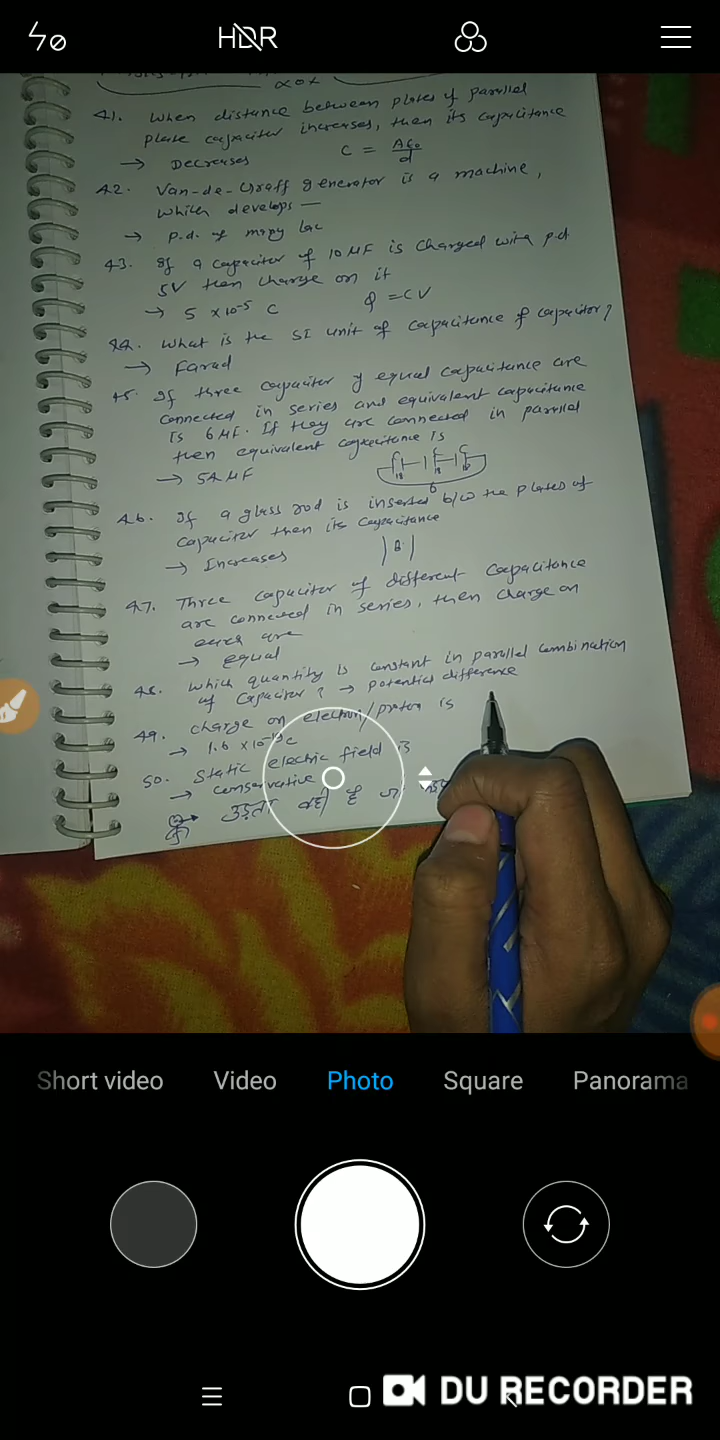 HDR
41. When distance between plates of parallel
plate capacitor increases, then its capacitance
→ Decreases C = Aε₀/d
42. Van-de-Graff generator is a machine,
which develops —
→ P.d. of many lac
43. If a capacitor of 10 μF is charged with p.d.
5V then charge on it
→ 5 × 10⁻⁵ C Q = CV
44. What is the SI unit of capacitance of capacitor?
→ Farad
45. If three capacitor of equal capacitance are
connected in series and equivalent capacitance
is 6 μF. If they are connected in parallel
then equivalent capacitance is
→ 54 μF
18 18 18
6
46. If a glass rod is inserted b/w the plates of
capacitor then its capacitance
→ Increases
47. Three capacitor of different capacitance
are connected in series, then charge on
each are
→ equal
48. which quantity is constant in parallel combination
of capacitor? → potential difference
49. charge on electron/proton is
→ 1.6 × 10⁻¹⁹ C
50. Static electric field is
→ conservative
वही है
Short video Video Photo Square Panorama
DU RECORDER